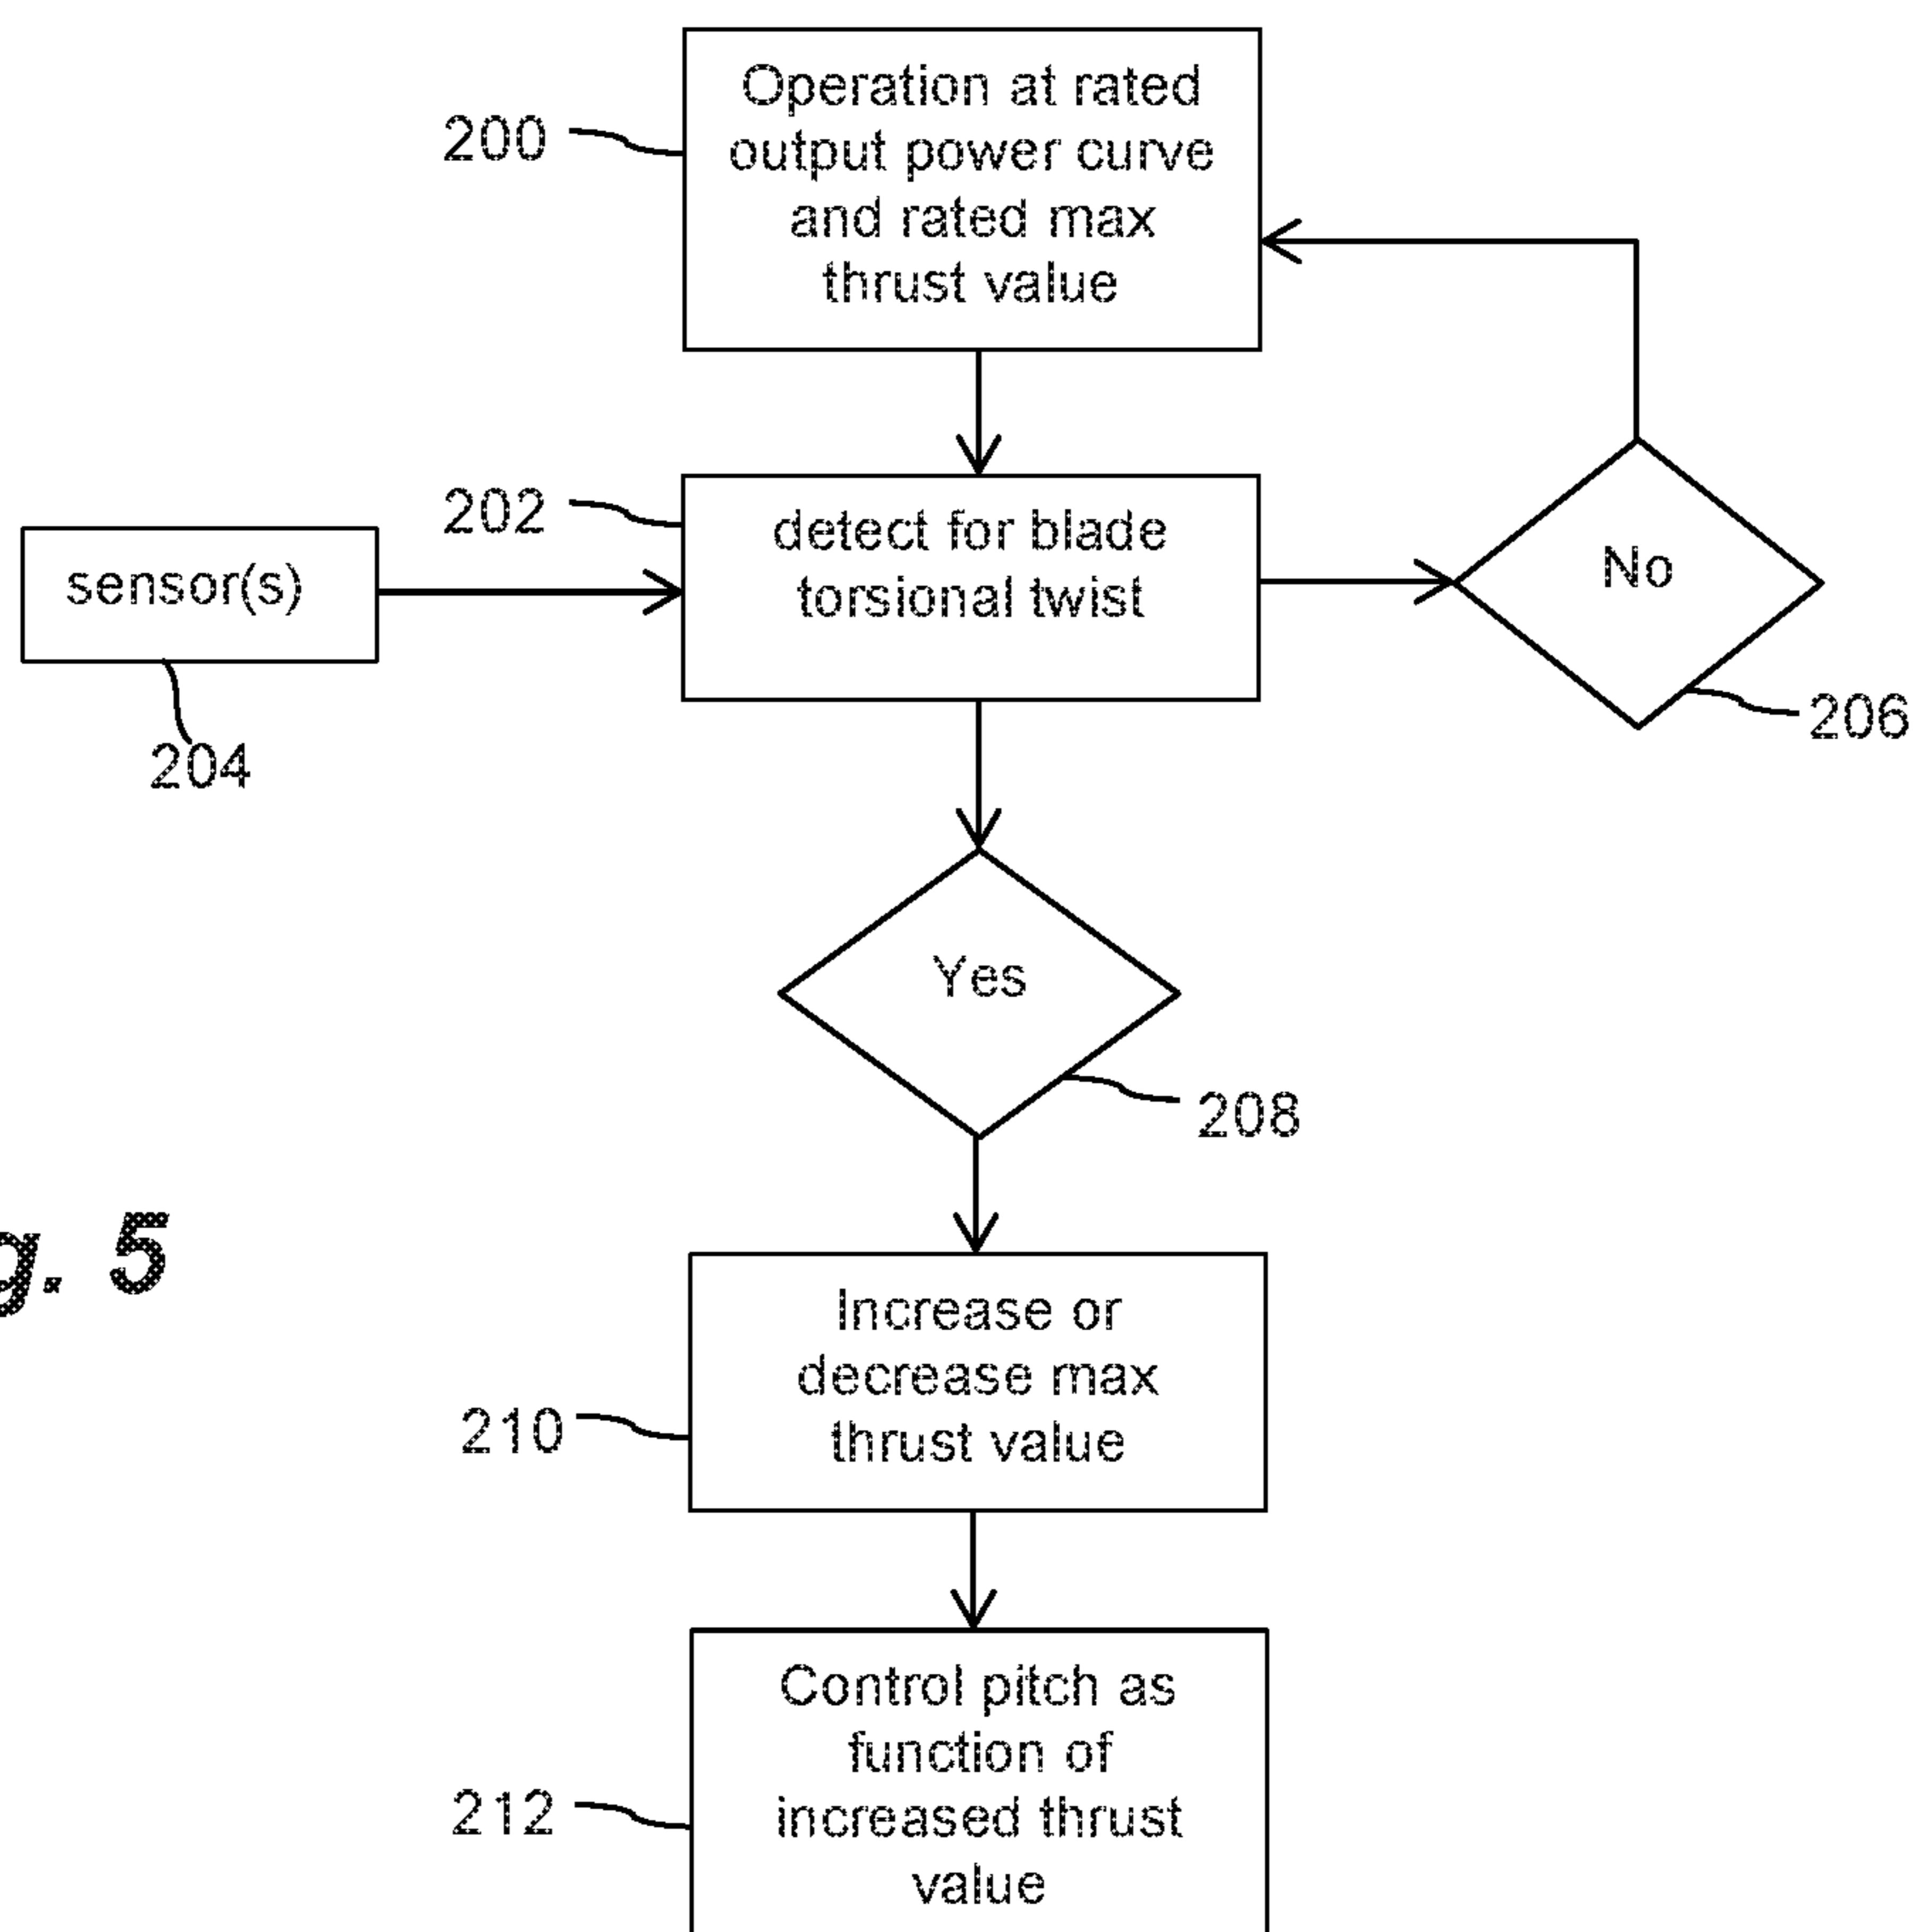 Operation at rated
output power curve
and rated max
thrust value
200
202
detect for blade
torsional twist
sensor(s)
204
No
206
Yes
208
g. 5
Increase or
decrease max
thrust value
210
Control pitch as
function of
increased thrust
value
212